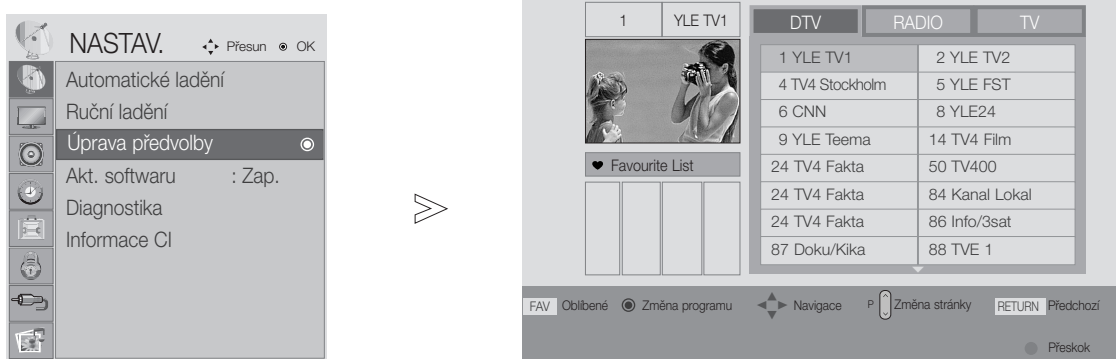 NASTAV. Přesun OK
Automatické ladění
Ruční ladění
Úprava předvolby
Akt. softwaru : Zap.
Diagnostika
Informace CI
1 YLE TV1
DTV RADIO TV
1 YLE TV1 2 YLE TV2
4 TV4 Stockholm 5 YLE FST
6 CNN 8 YLE24
9 YLE Teema 14 TV4 Film
24 TV4 Fakta 50 TV400
24 TV4 Fakta 84 Kanal Lokal
24 TV4 Fakta 86 Info/3sat
87 Doku/Kika 88 TVE 1
Favourite List
FAV Oblíbené Změna programu Navigace P Změna stránky RETURN Předchozí
Přeskok